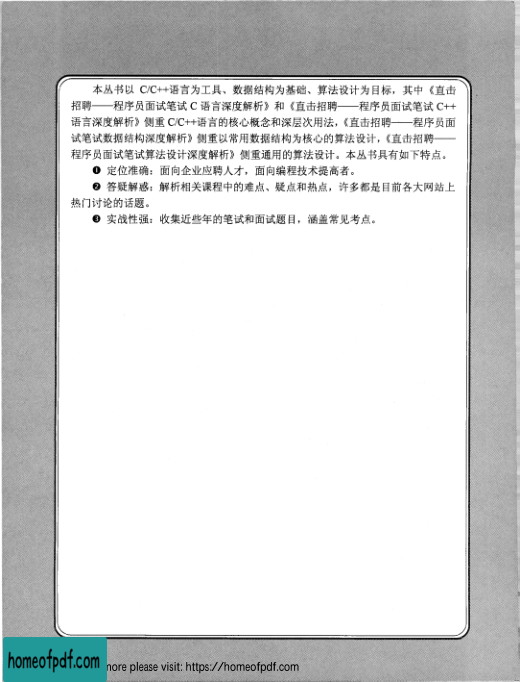 本丛书以 C/C++语言为工具、数据结构为基础、算法设计为目标，其中《直击
招聘——程序员面试笔试 C 语言深度解析》和《直击招聘——程序员面试笔试 C++
语言深度解析》侧重 C/C++语言的核心概念和深层次用法，《直击招聘——程序员面
试笔试数据结构深度解析》侧重以常用数据结构为核心的算法设计，《直击招聘——
程序员面试笔试算法设计深度解析》侧重通用的算法设计。本丛书具有如下特点。
❶ 定位准确：面向企业应聘人才，面向编程技术提高者。
❷ 答疑解惑：解析相关课程中的难点、疑点和热点，许多都是目前各大网站上
热门讨论的话题。
❸ 实战性强：收集近些年的笔试和面试题目，涵盖常见考点。
homeofpdf.com more please visit: https://homeofpdf.com